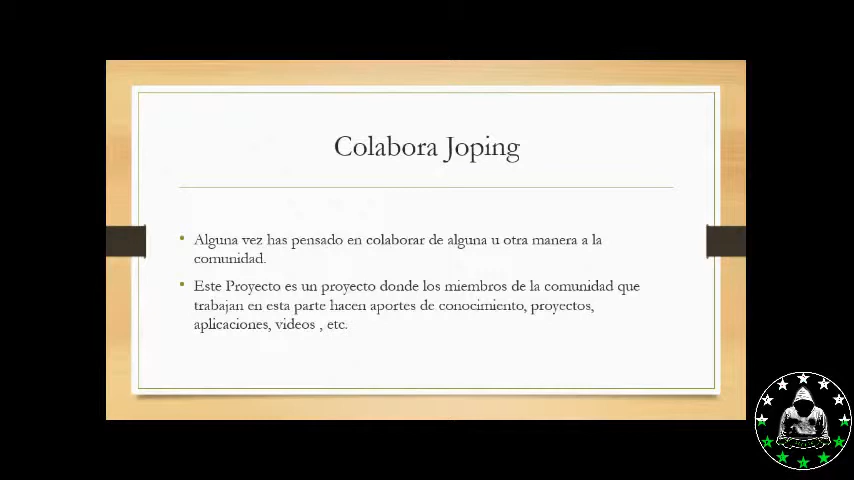 Colabora Joping
• Alguna vez has pensado en colaborar de alguna u otra manera a la
comunidad.
• Este Proyecto es un proyecto donde los miembros de la comunidad que
trabajan en esta parte hacen aportes de conocimiento, proyectos,
aplicaciones, videos , etc.